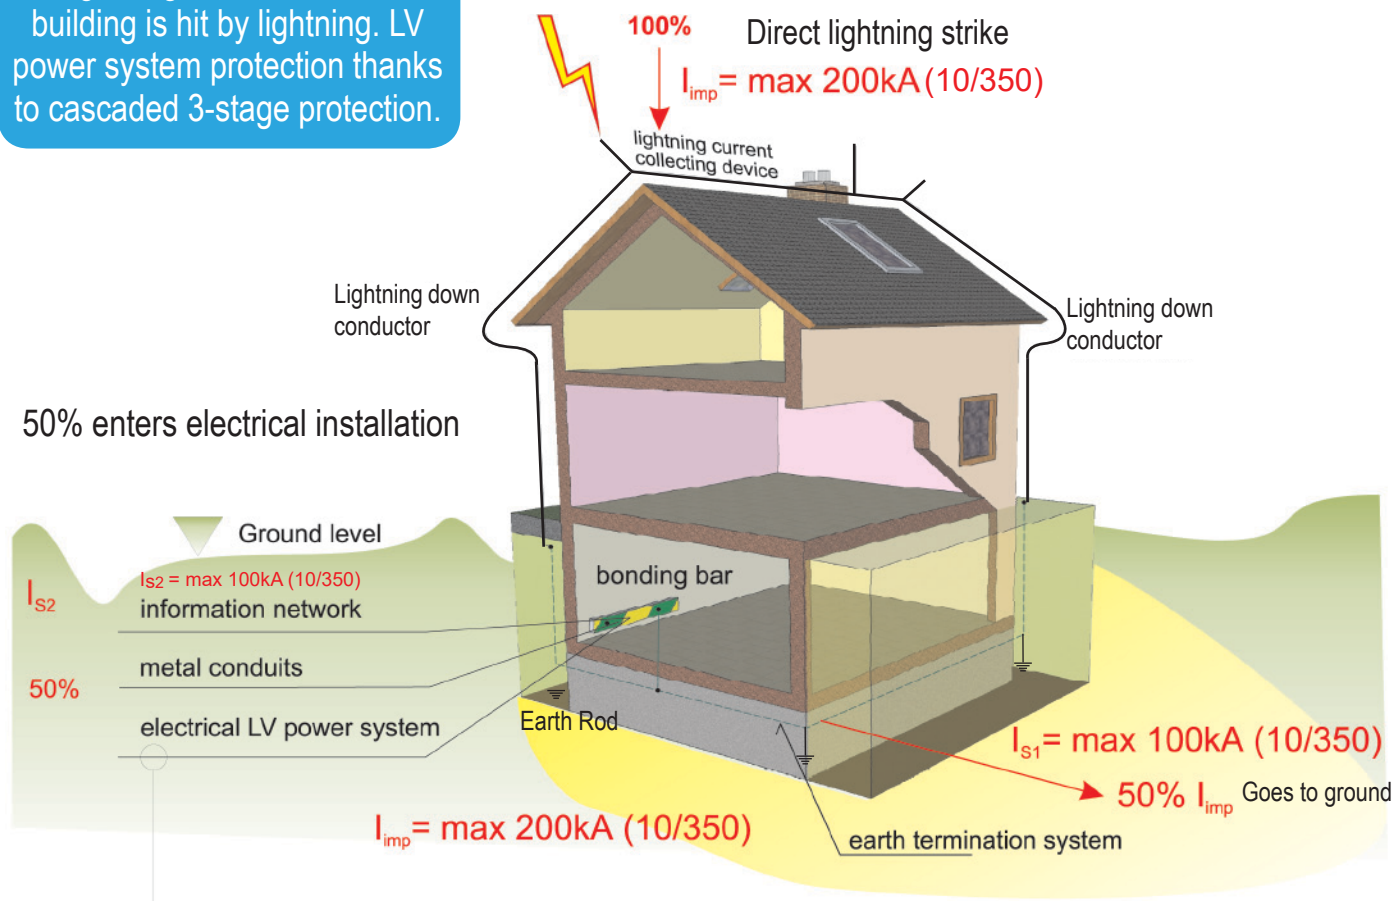 building is hit by lightning. LV
power system protection thanks
to cascaded 3-stage protection.
100%
Direct lightning strike
Iimp= max 200kA (10/350)
lightning current
collecting device
Lightning down
conductor
Lightning down
conductor
50% enters electrical installation
Ground level
IS2 = max 100kA (10/350)
IS2
information network
bonding bar
metal conduits
50%
electrical LV power system
Earth Rod
IS1= max 100kA (10/350)
50% Iimp Goes to ground
Iimp= max 200kA (10/350)
earth termination system